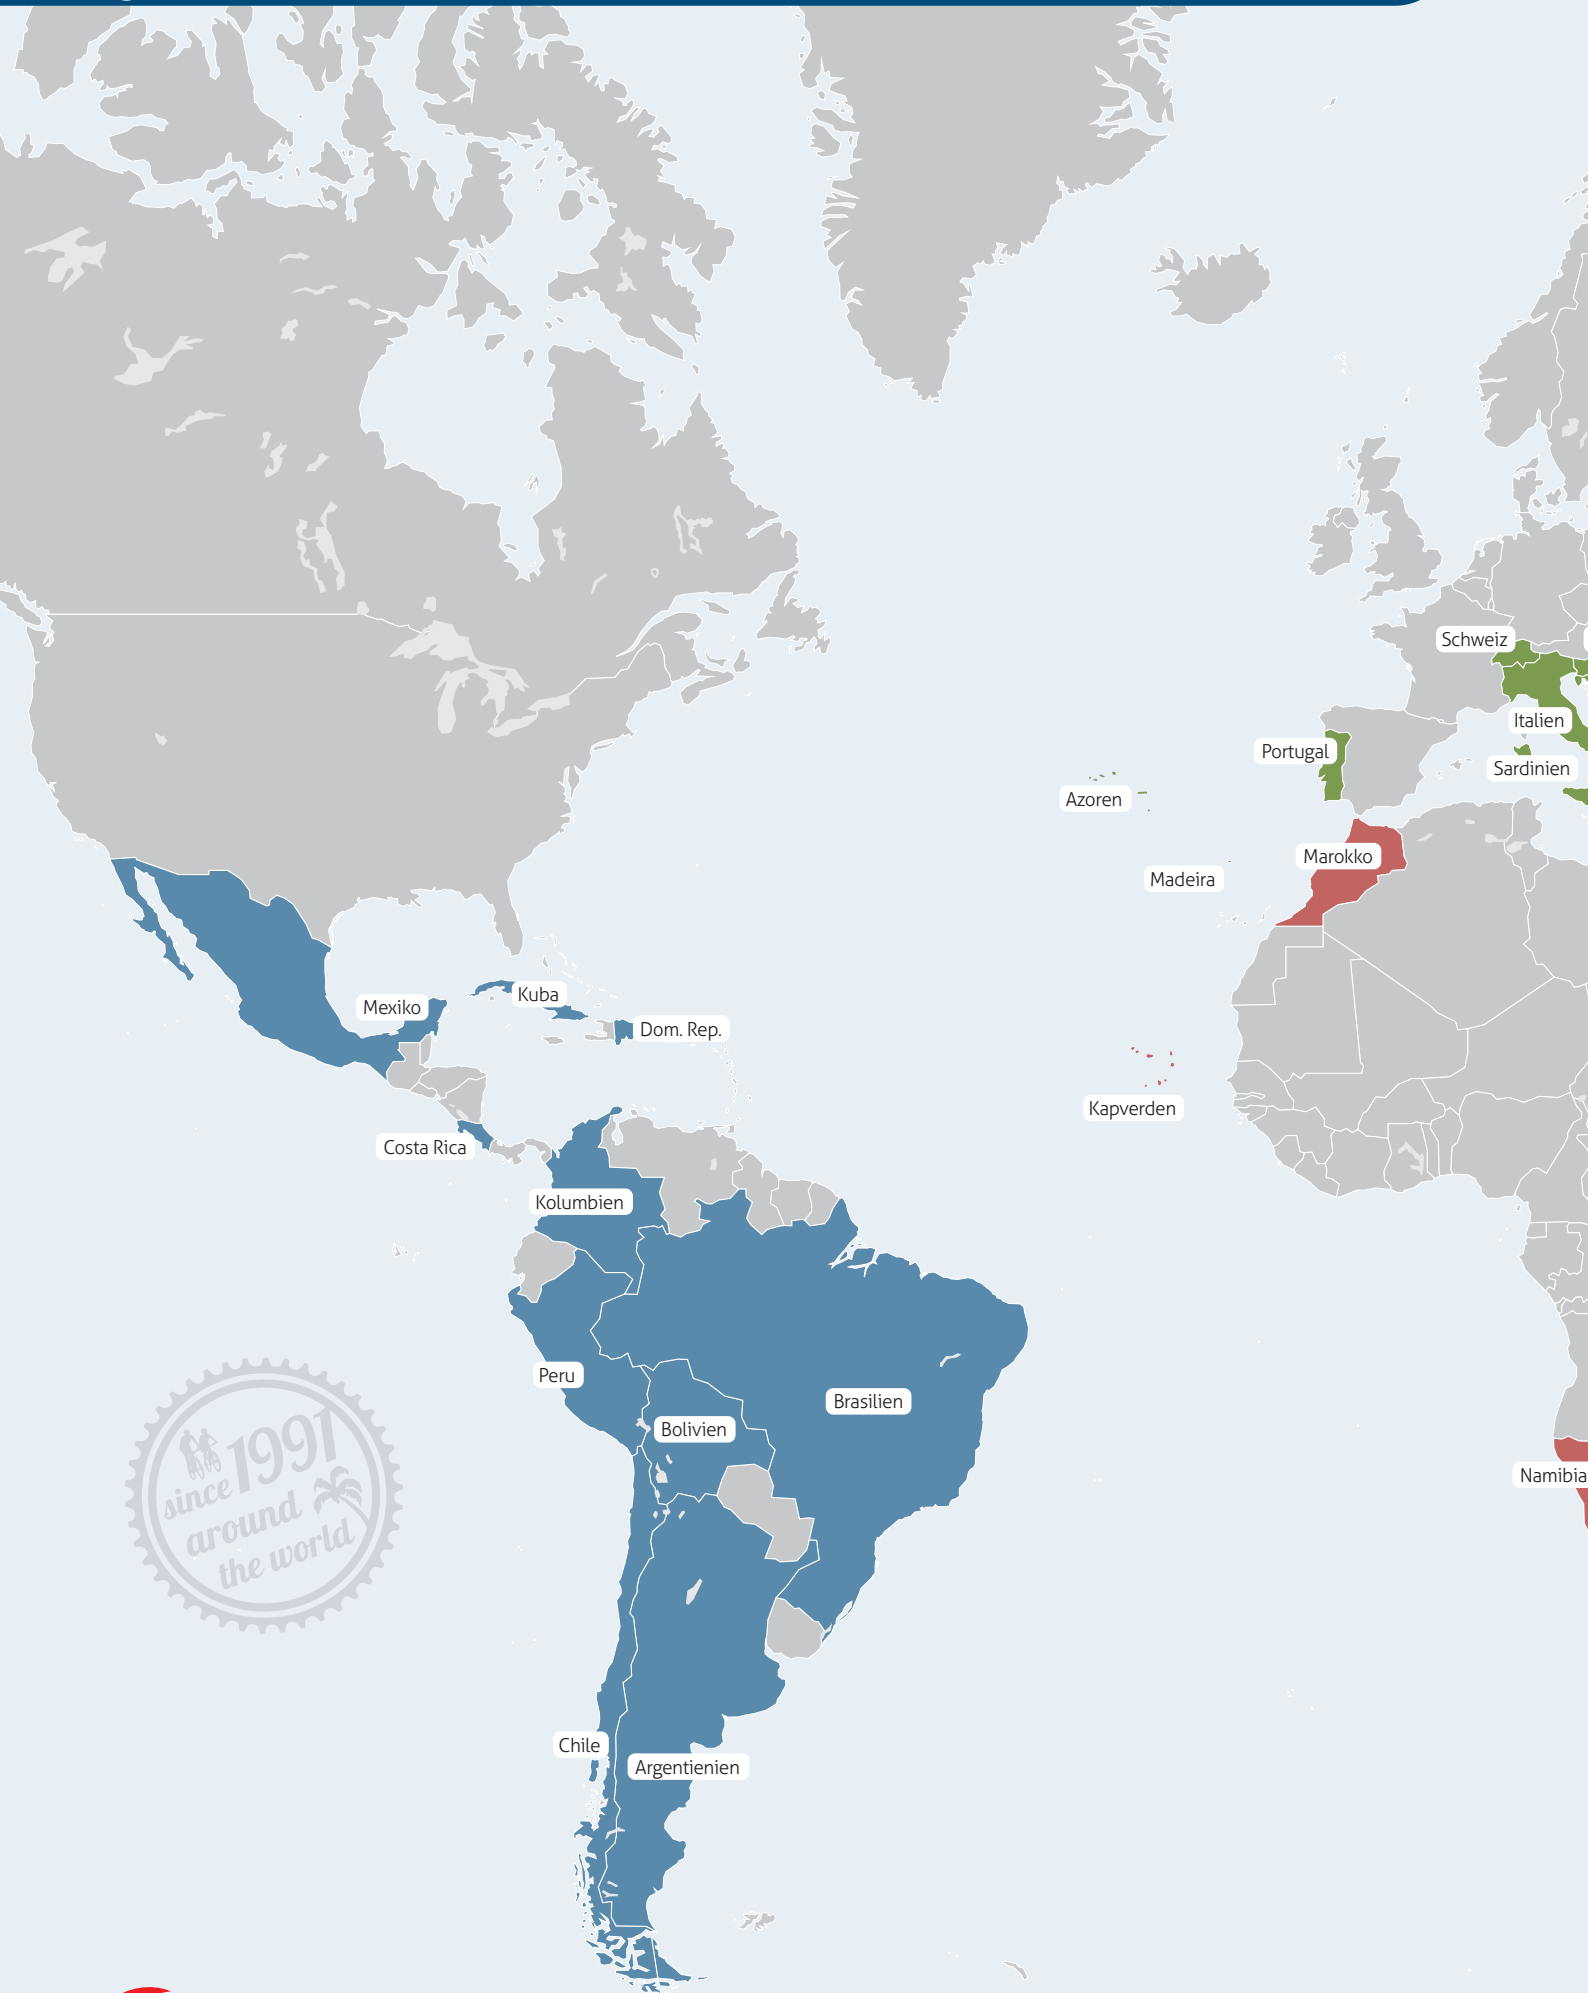 Schweiz
Italien
Portugal
Sardinien
Azoren
Marokko
Madeira
Mexiko
Kuba
Dom. Rep.
Kapverden
Costa Rica
Kolumbien
Peru
Brasilien
Bolivien
since 1991
around
the world
Namibia
Chile
Argentienien